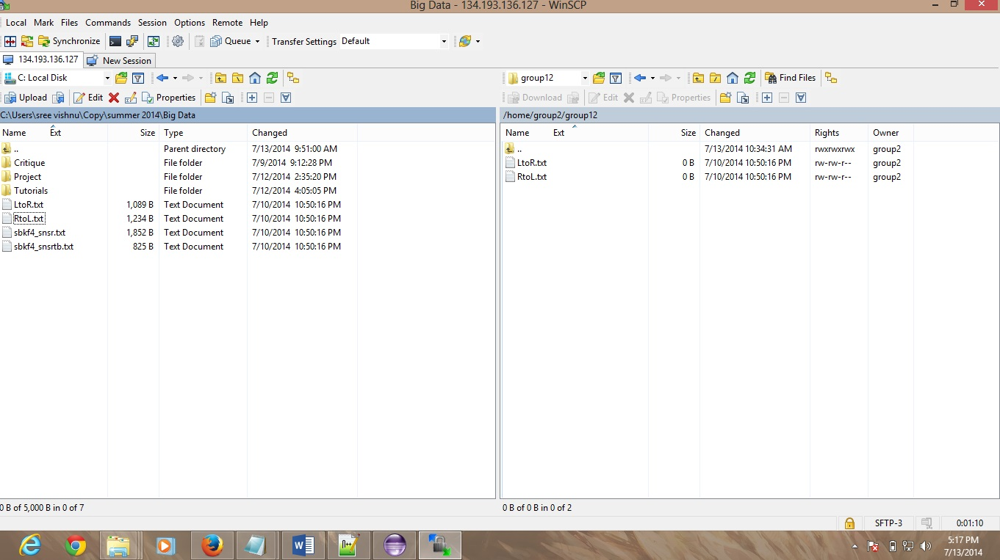 Big Data - 134.193.136.127 - WinSCP
Local Mark Files Commands Session Options Remote Help
Synchronize Queue Transfer Settings Default
134.193.136.127 New Session
C: Local Disk group12 Find Files
Upload Edit Properties Download Edit Properties
C:\Users\sree vishnu\Copy\summer 2014\Big Data /home/group2/group12
Name Ext Size Type Changed Name Ext Size Changed Rights Owner
.. Parent directory 7/13/2014 9:51:00 AM .. 7/13/2014 10:34:31 AM rwxrwxrwx group2
Critique File folder 7/9/2014 9:12:28 PM LtoR.txt 0 B 7/10/2014 10:50:16 PM rw-rw-r-- group2
Project File folder 7/12/2014 2:35:20 PM RtoL.txt 0 B 7/10/2014 10:50:16 PM rw-rw-r-- group2
Tutorials File folder 7/12/2014 4:05:05 PM
LtoR.txt 1,089 B Text Document 7/10/2014 10:50:16 PM
RtoL.txt 1,234 B Text Document 7/10/2014 10:50:16 PM
sbkf4_snsr.txt 1,852 B Text Document 7/10/2014 10:50:16 PM
sbkf4_snsrtb.txt 825 B Text Document 7/10/2014 10:50:16 PM
0 B of 5,000 B in 0 of 7 0 B of 0 B in 0 of 2
SFTP-3 0:01:10
5:17 PM
7/13/2014